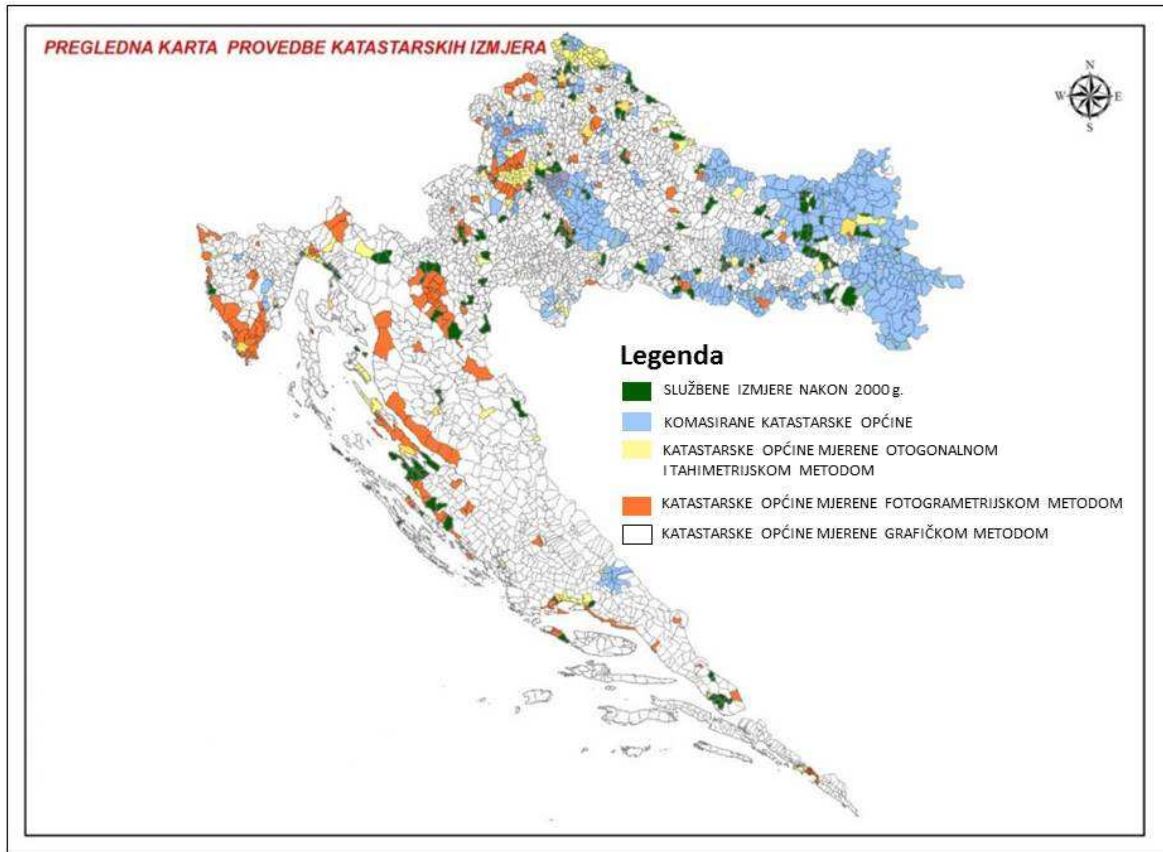 PREGLEDNA KARTA PROVEDBE KATASTARSKIH IZMJERA
N
W E
S
Legenda
SLUŽBENE IZMJERE NAKON 2000 g.
KOMASIRANE KATASTARSKE OPĆINE
KATASTARSKE OPĆINE MJERENE OTOGONALNOM
I TAHIMETRIJSKOM METODOM
KATASTARSKE OPĆINE MJERENE FOTOGRAMETRIJSKOM METODOM
KATASTARSKE OPĆINE MJERENE GRAFIČKOM METODOM